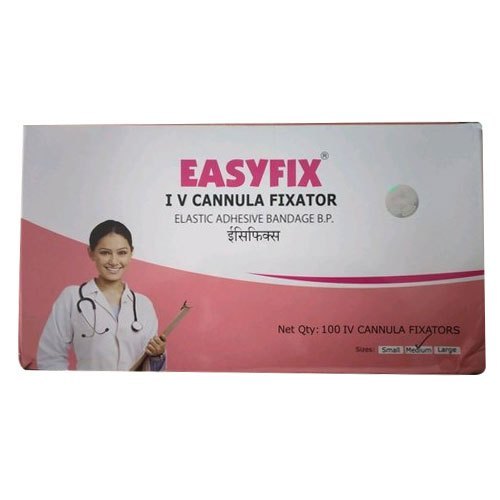 EASYFIX®
I V CANNULA FIXATOR
ELASTIC ADHESIVE BANDAGE B.P.
ईसिफिक्स
Net Qty: 100 IV CANNULA FIXATORS
Sizes: Small Medium Large